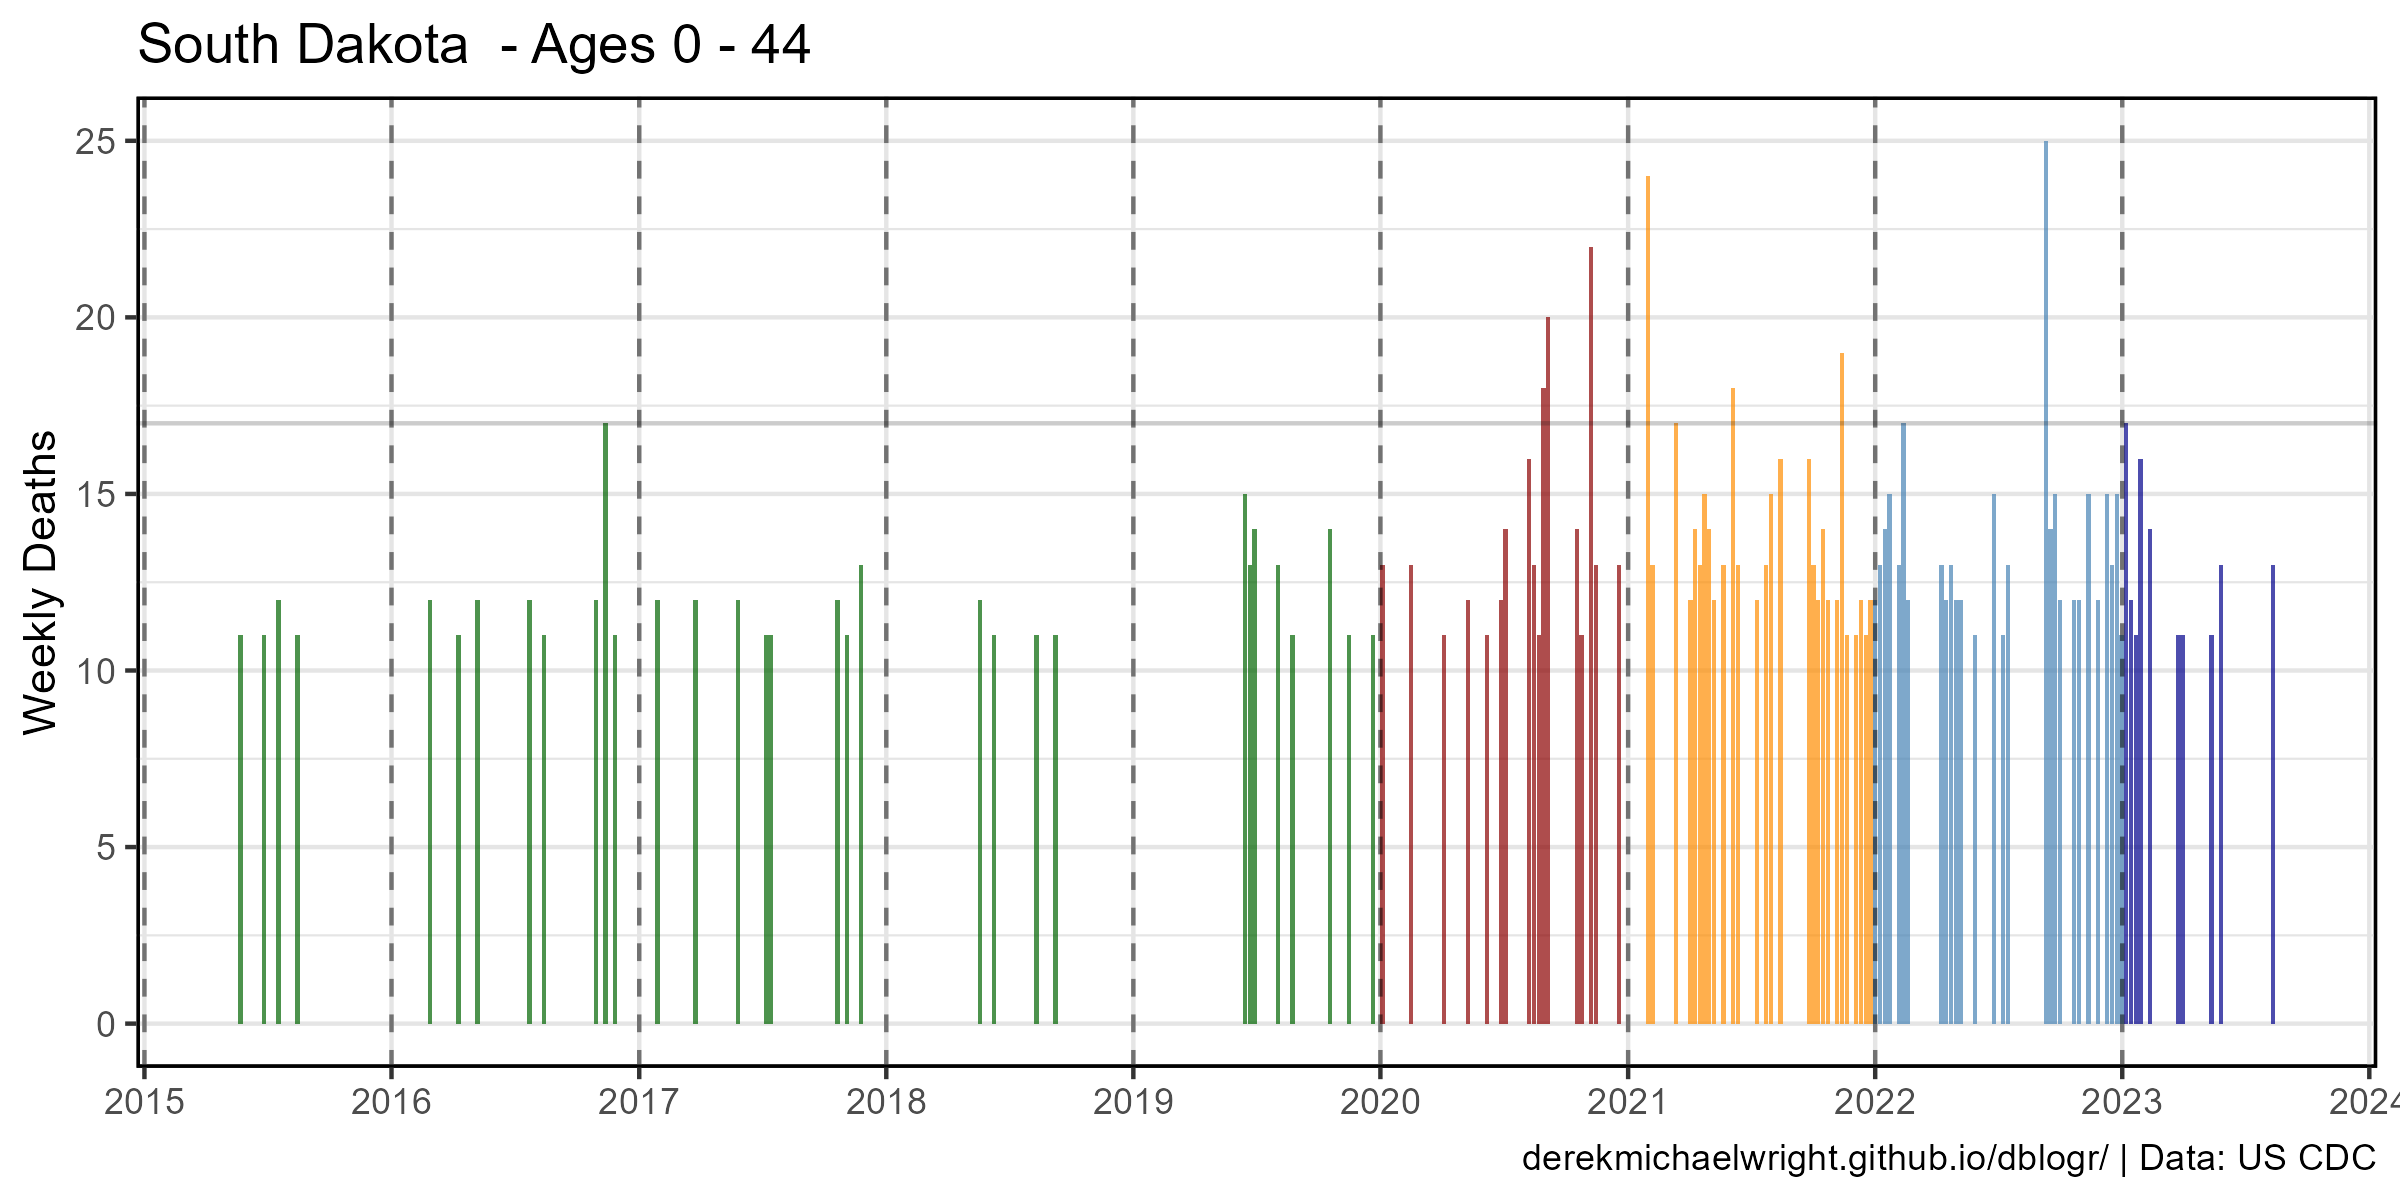 South Dakota  - Ages 0 - 44
Weekly Deaths
25
20
15
10
5
0
2015 2016 2017 2018 2019 2020 2021 2022 2023 2024
derekmichaelwright.github.io/dblogr/ | Data: US CDC